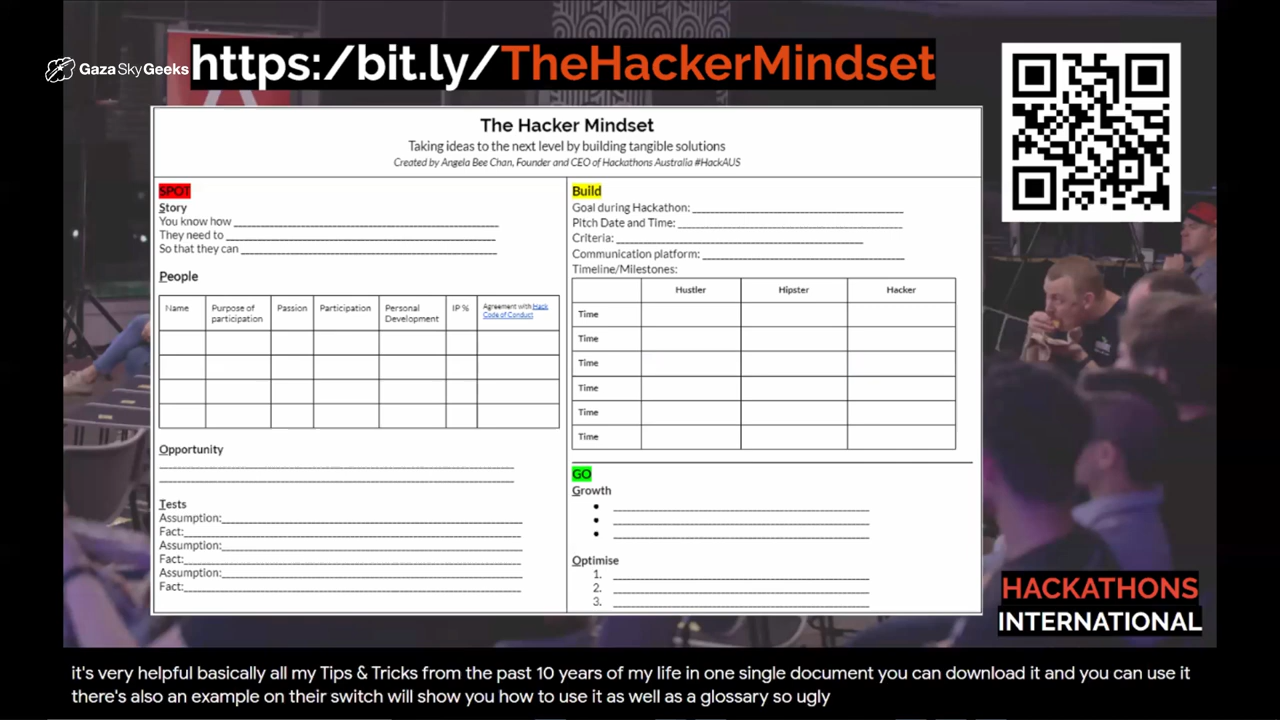 GazaSkyGeeks
https:/bit.ly/TheHackerMindset
The Hacker Mindset
Taking ideas to the next level by building tangible solutions
Created by Angela Bee Chan, Founder and CEO of Hackathons Australia #HackAUS
SPOT
Story
You know how
They need to
So that they can
People
Name Purpose of participation Passion Participation Personal Development IP % Agreement with Hack Code of Conduct
Opportunity
Tests
Assumption:
Fact:
Assumption:
Fact:
Assumption:
Fact:
Build
Goal during Hackathon:
Pitch Date and Time:
Criteria:
Communication platform:
Timeline/Milestones:
Hustler Hipster Hacker
Time
Time
Time
Time
Time
Time
GO
Growth
Optimise
1.
2.
3.
HACKATHONS
INTERNATIONAL
it's very helpful basically all my Tips & Tricks from the past 10 years of my life in one single document you can download it and you can use it
there's also an example on their switch will show you how to use it as well as a glossary so ugly